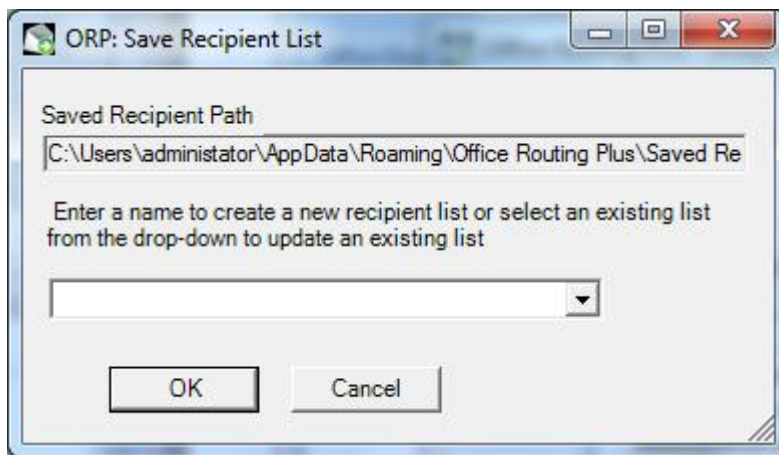 ORP: Save Recipient List
Saved Recipient Path
C:\Users\administator\AppData\Roaming\Office Routing Plus\Saved Re
Enter a name to create a new recipient list or select an existing list
from the drop-down to update an existing list
OK
Cancel